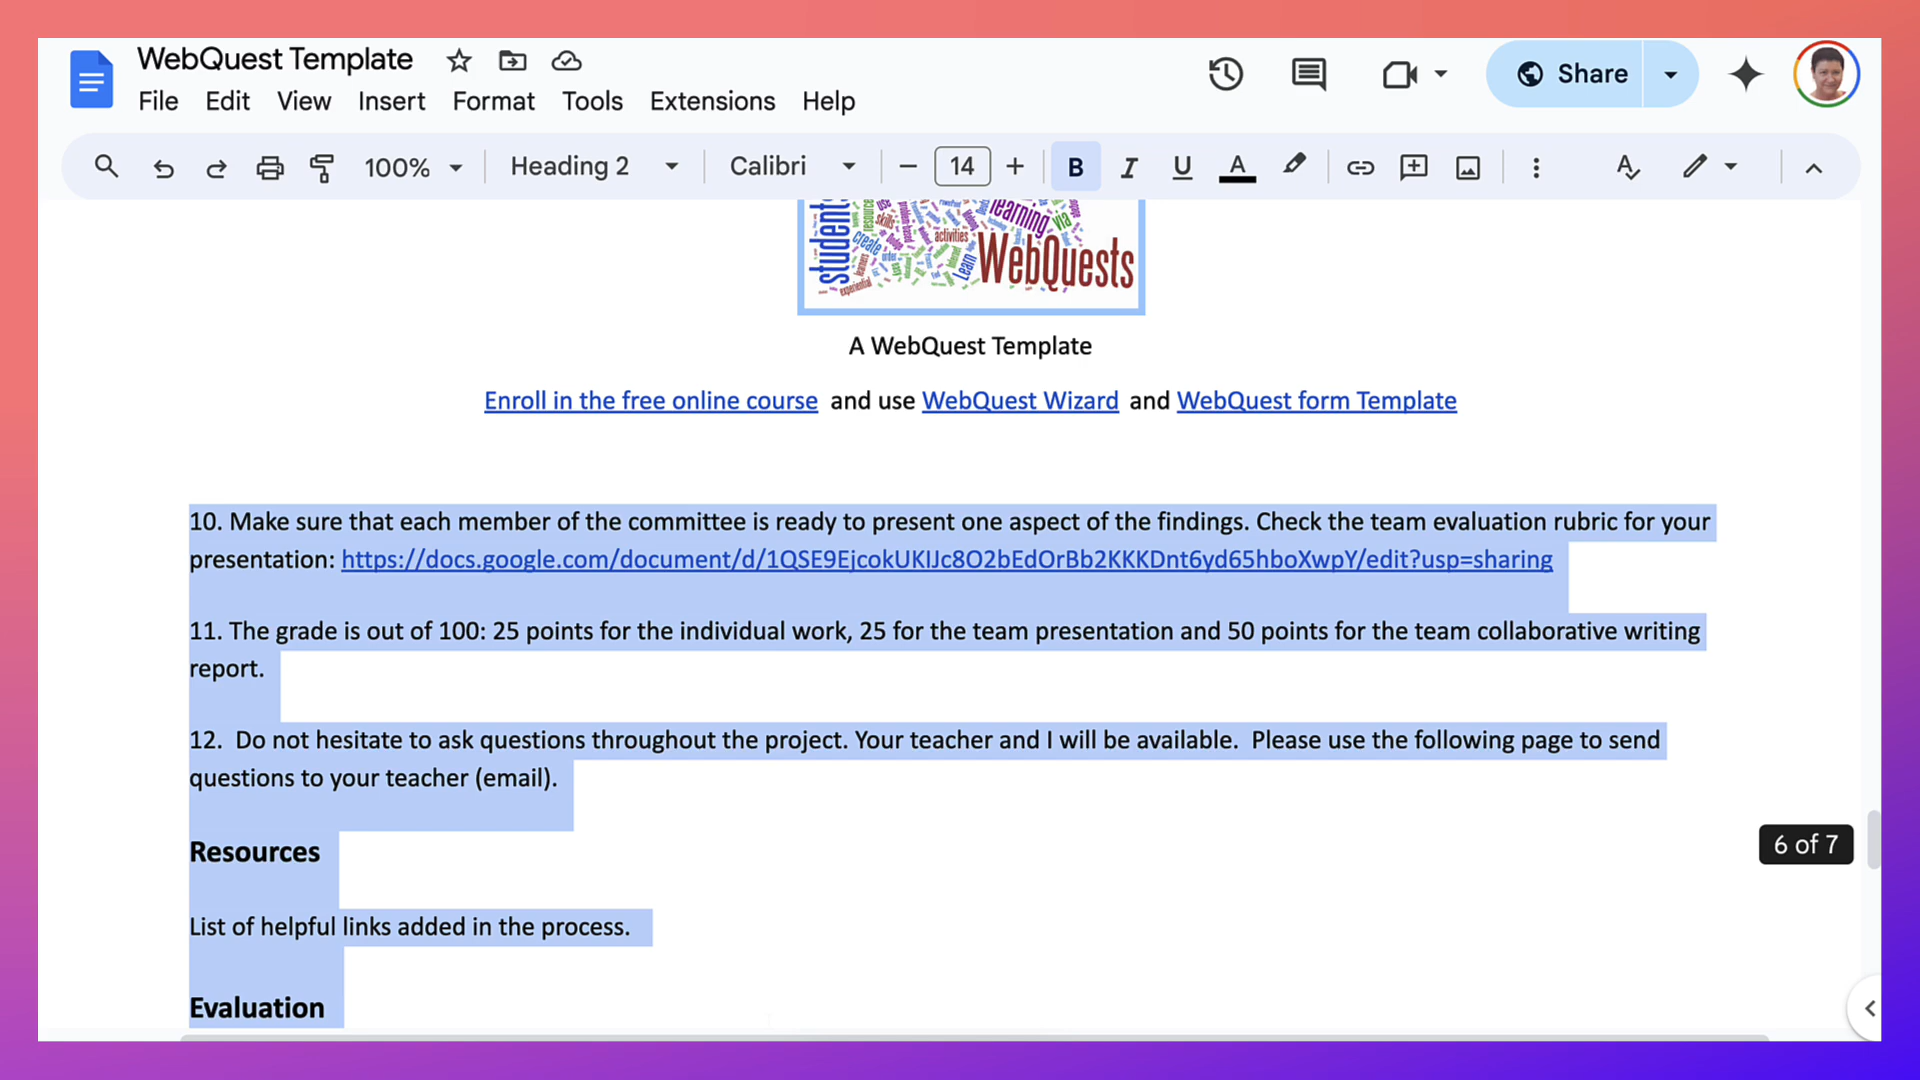 WebQuest Template
File Edit View Insert Format Tools Extensions Help
Share
100% Heading 2 Calibri 14 B I U A
students
resource
skills
create
activities
learning
via
Learn
WebQuests
experiential
A WebQuest Template
Enroll in the free online course and use WebQuest Wizard and WebQuest form Template
10. Make sure that each member of the committee is ready to present one aspect of the findings. Check the team evaluation rubric for your
presentation: https://docs.google.com/document/d/1QSE9EjcokUKIJc8O2bEdOrBb2KKKDnt6yd65hboXwpY/edit?usp=sharing
11. The grade is out of 100: 25 points for the individual work, 25 for the team presentation and 50 points for the team collaborative writing
report.
12. Do not hesitate to ask questions throughout the project. Your teacher and I will be available. Please use the following page to send
questions to your teacher (email).
Resources
6 of 7
List of helpful links added in the process.
Evaluation